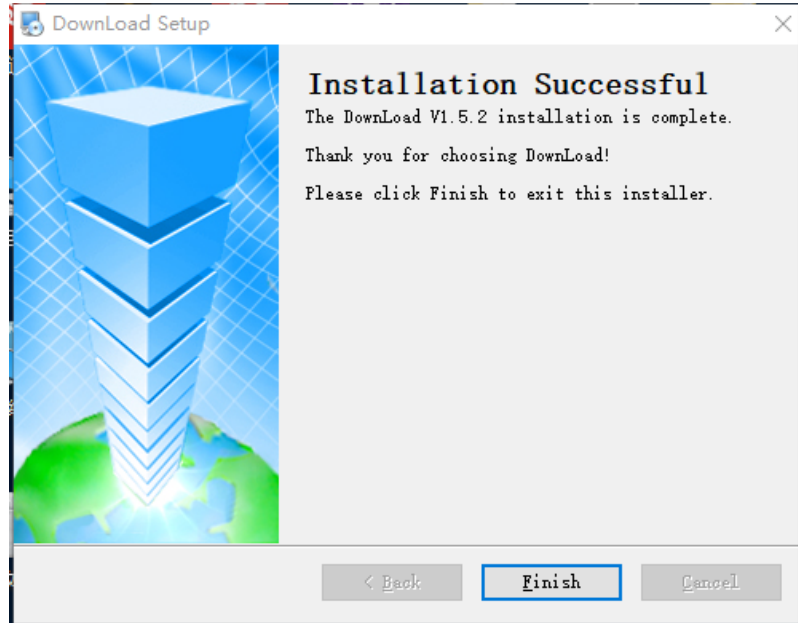 DownLoad Setup
Installation Successful
The DownLoad V1.5.2 installation is complete.
Thank you for choosing DownLoad!
Please click Finish to exit this installer.
< Back
Finish
Cancel